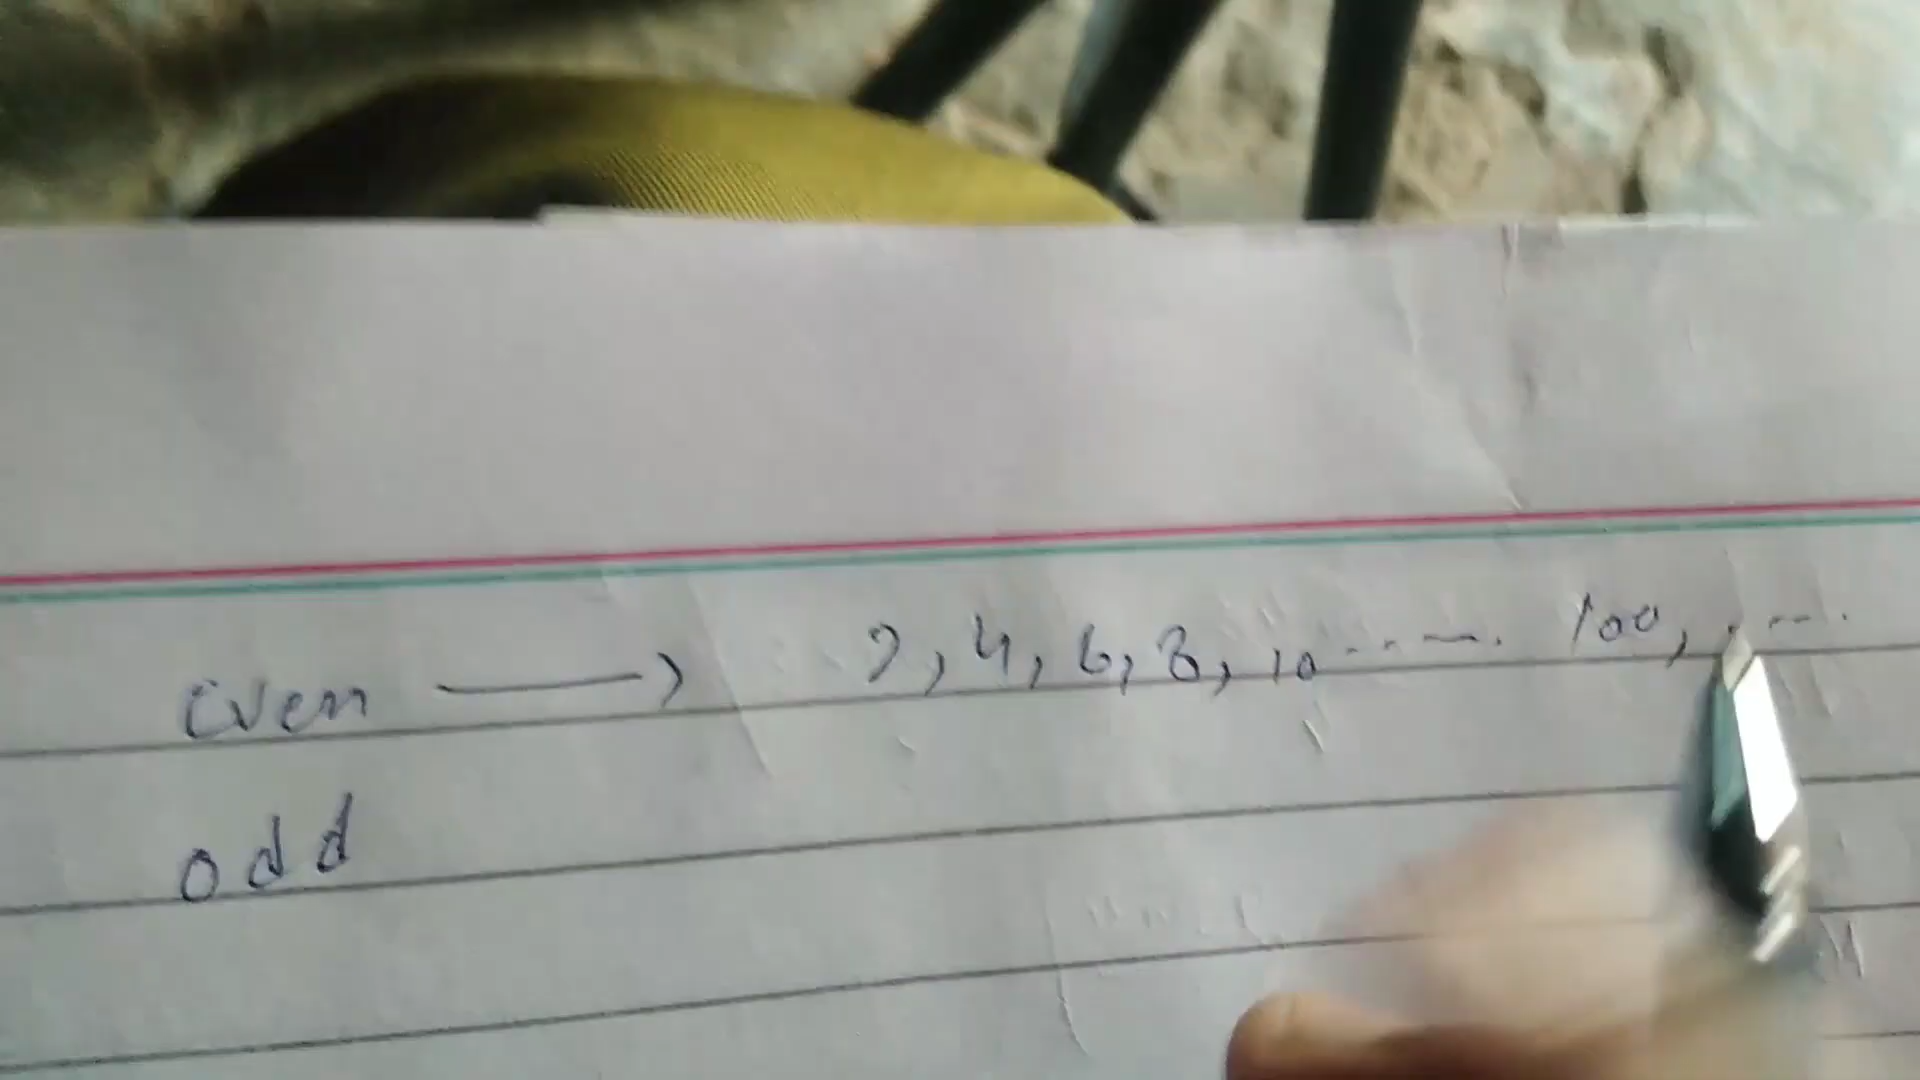 even → 2, 4, 6, 8, 10 ------. 100, . ---.
odd